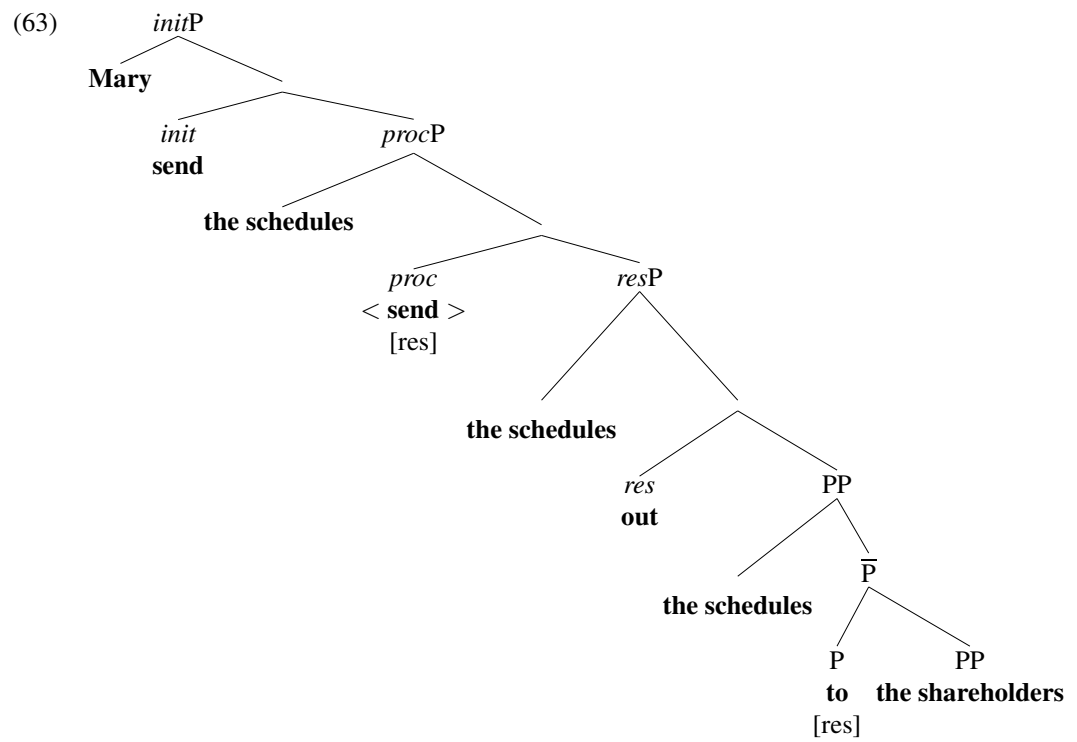 (63)
initP
Mary
init procP
send
the schedules
proc resP
< send >
[res]
the schedules
res PP
out
P̅
the schedules
P PP
to the shareholders
[res]